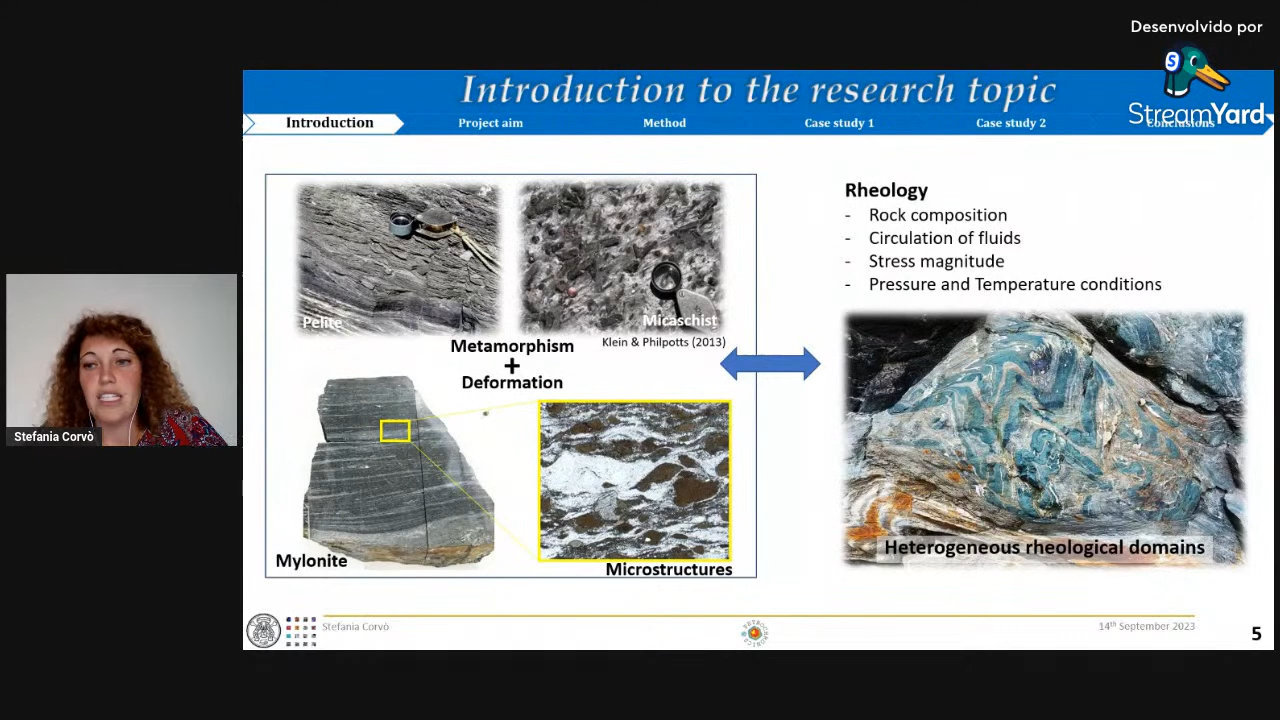 Desenvolvido por
S
StreamYard
Introduction to the research topic
Introduction
Project aim
Method
Case study 1
Case study 2
Conclusions
Pelite
Micaschist
Klein & Philpotts (2013)
Metamorphism
+
Deformation
Mylonite
Microstructures
Rheology
- Rock composition
- Circulation of fluids
- Stress magnitude
- Pressure and Temperature conditions
Heterogeneous rheological domains
Stefania Corvò
Stefania Corvò
14th September 2023
5